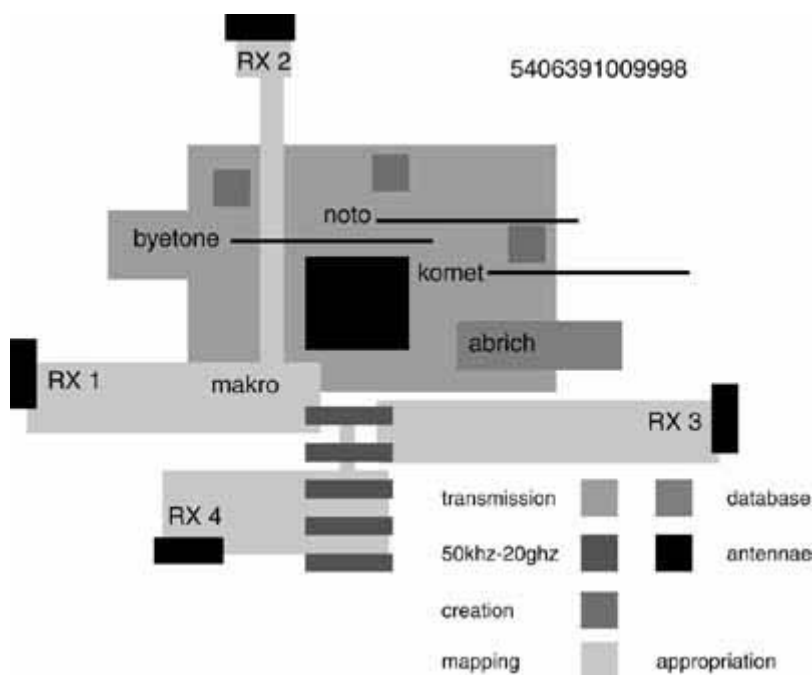 RX 2
5406391009998
noto
byetone
komet
abrich
RX 1
makro
RX 3
transmission
database
RX 4
50khz-20ghz
antennae
creation
mapping
appropriation